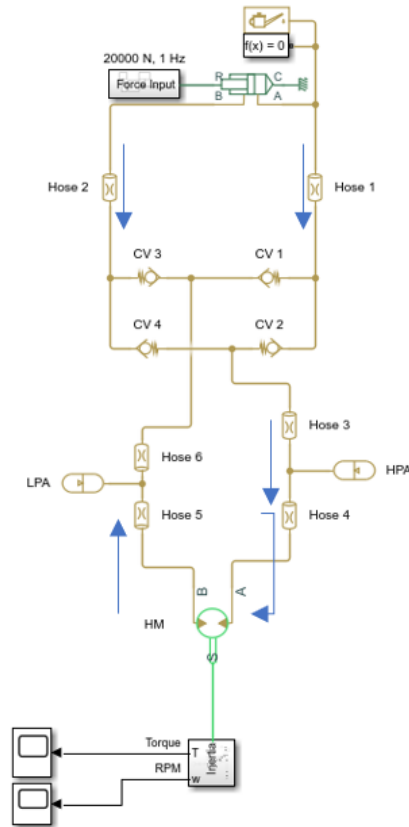 f(x) = 0
20000 N, 1 Hz
Force Input
R
C
B
A
Hose 2
Hose 1
CV 3
CV 1
CV 4
CV 2
Hose 3
Hose 6
LPA
HPA
Hose 5
Hose 4
B
A
HM
S
Torque
T
Inertia
RPM
w